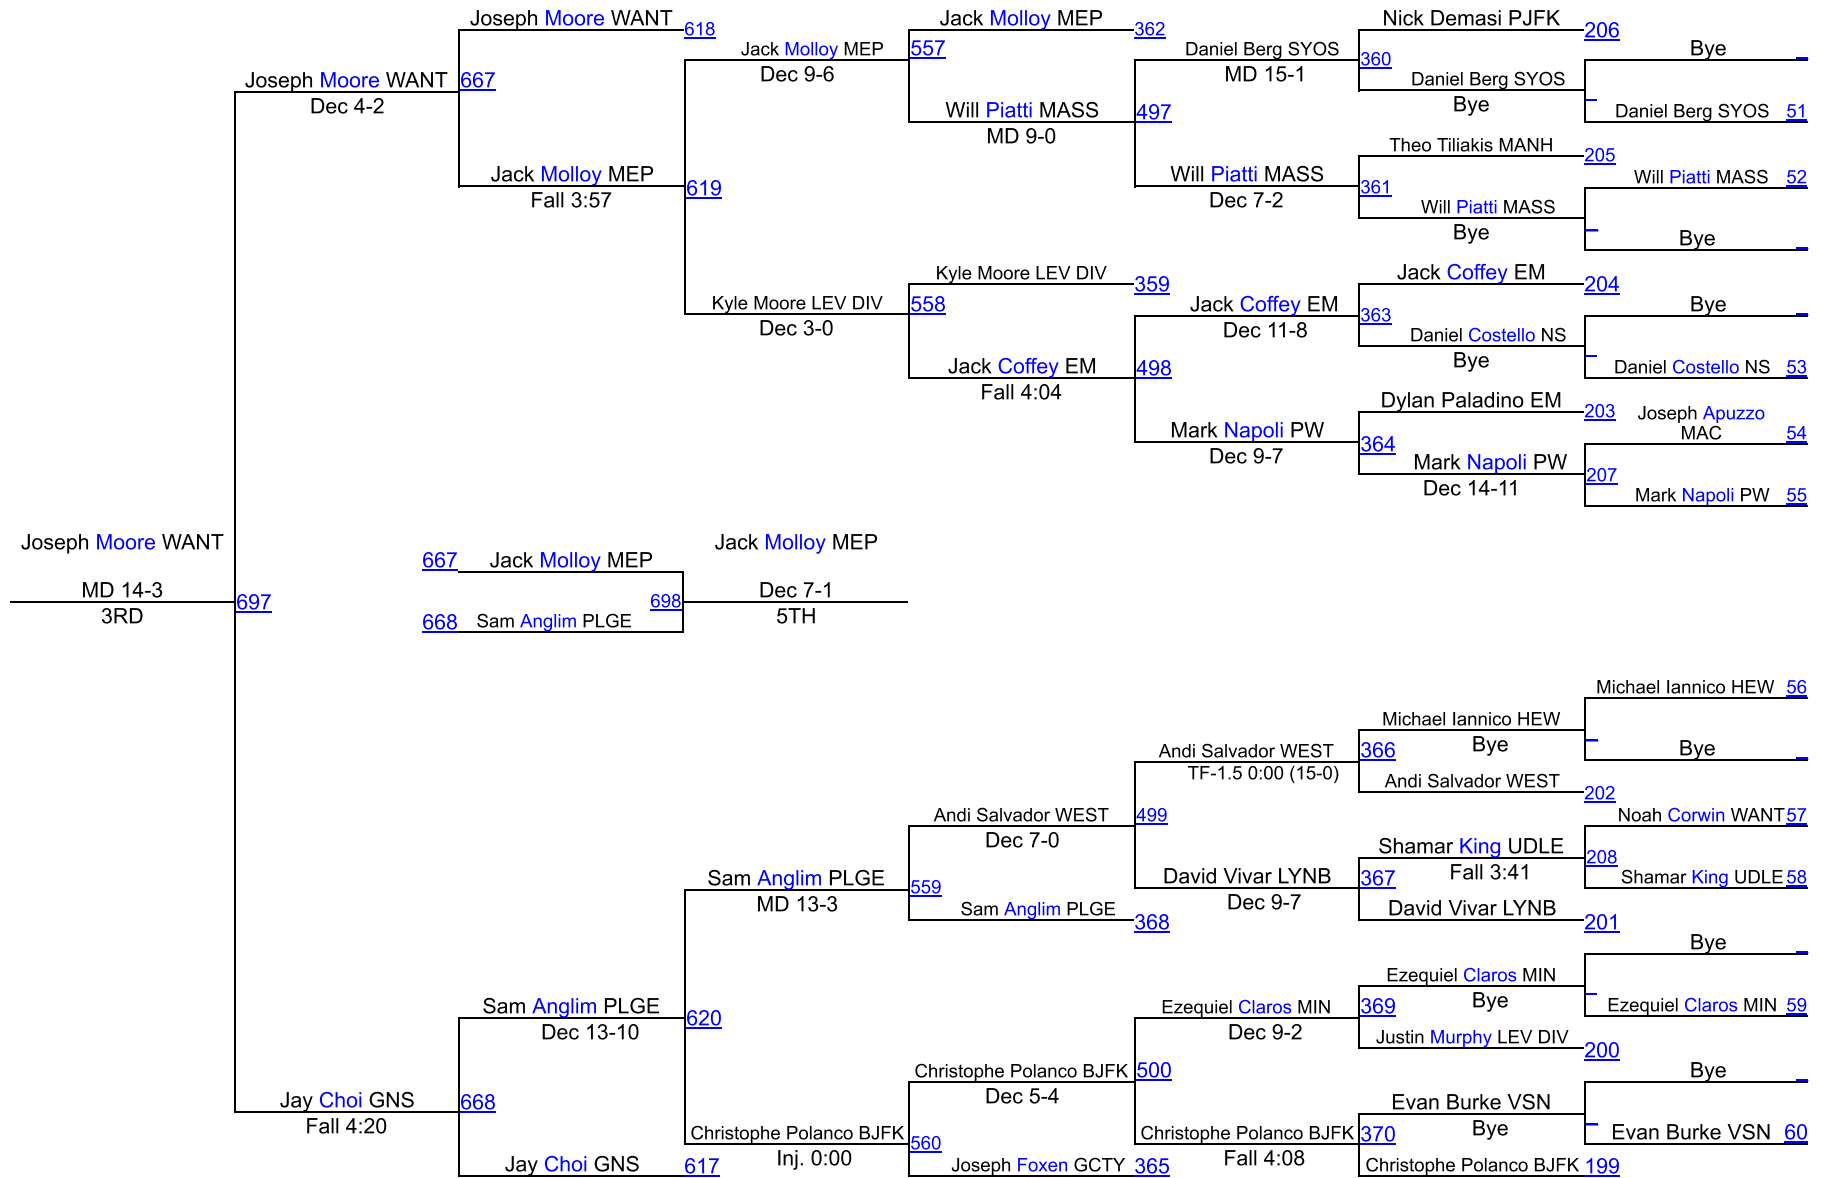 Joseph Moore WANT
618
Jack Molloy MEP
362
Nick Demasi PJFK
206
Jack Molloy MEP
557
Daniel Berg SYOS
360
Bye
Joseph Moore WANT
667
Dec 9-6
MD 15-1
Daniel Berg SYOS
Dec 4-2
Will Piatti MASS
497
Bye
Daniel Berg SYOS 51
MD 9-0
Theo Tiliakis MANH
205
Jack Molloy MEP
619
Will Piatti MASS
361
Will Piatti MASS 52
Fall 3:57
Dec 7-2
Will Piatti MASS
Bye
Bye
Kyle Moore LEV DIV
359
Jack Coffey EM
204
Kyle Moore LEV DIV
558
Jack Coffey EM
363
Bye
Dec 3-0
Dec 11-8
Daniel Costello NS
Jack Coffey EM
498
Bye
Daniel Costello NS 53
Fall 4:04
Dylan Paladino EM
203
Joseph Apuzzo
MAC 54
Mark Napoli PW
364
Dec 9-7
Mark Napoli PW
207
Dec 14-11
Mark Napoli PW 55
Joseph Moore WANT
667
Jack Molloy MEP
Jack Molloy MEP
MD 14-3
697
698
Dec 7-1
3RD
668
Sam Anglim PLGE
5TH
Michael Iannico HEW 56
Michael Iannico HEW
Andi Salvador WEST
366
Bye
Bye
TF-1.5 0:00 (15-0)
Andi Salvador WEST
202
Andi Salvador WEST
499
Noah Corwin WANT 57
Dec 7-0
Shamar King UDLE
208
Sam Anglim PLGE
559
David Vivar LYNB
367
Fall 3:41
Shamar King UDLE 58
MD 13-3
Sam Anglim PLGE
368
Dec 9-7
David Vivar LYNB
201
Bye
Ezequiel Claros MIN
Sam Anglim PLGE
620
Ezequiel Claros MIN
369
Bye
Ezequiel Claros MIN 59
Dec 13-10
Dec 9-2
Justin Murphy LEV DIV
200
Christophe Polanco BJFK
500
Bye
Jay Choi GNS
668
Dec 5-4
Evan Burke VSN
Fall 4:20
Christophe Polanco BJFK
560
Christophe Polanco BJFK
370
Bye
Evan Burke VSN 60
Inj. 0:00
Fall 4:08
Jay Choi GNS
617
Joseph Foxen GCTY
365
Christophe Polanco BJFK
199